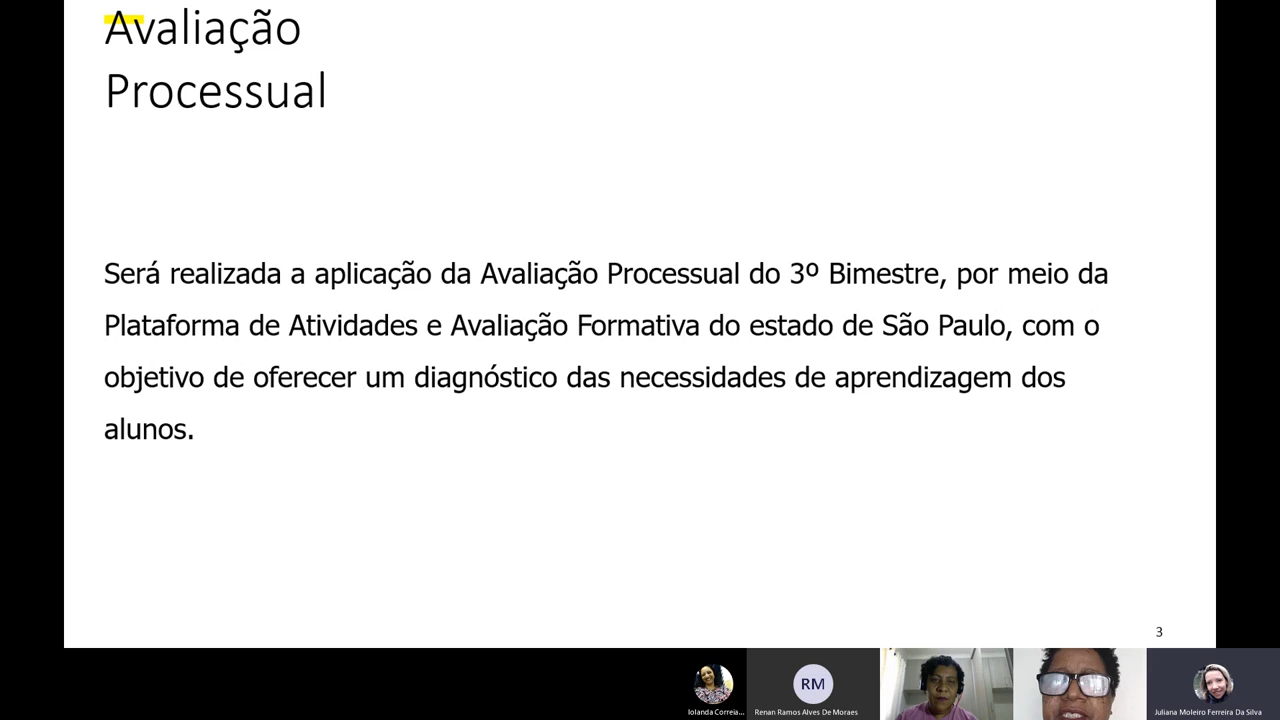 Avaliação
Processual
Será realizada a aplicação da Avaliação Processual do 3º Bimestre, por meio da
Plataforma de Atividades e Avaliação Formativa do estado de São Paulo, com o
objetivo de oferecer um diagnóstico das necessidades de aprendizagem dos
alunos.
3
RM
Iolanda Correia...
Renan Ramos Alves De Moraes
Juliana Moleiro Ferreira Da Silva